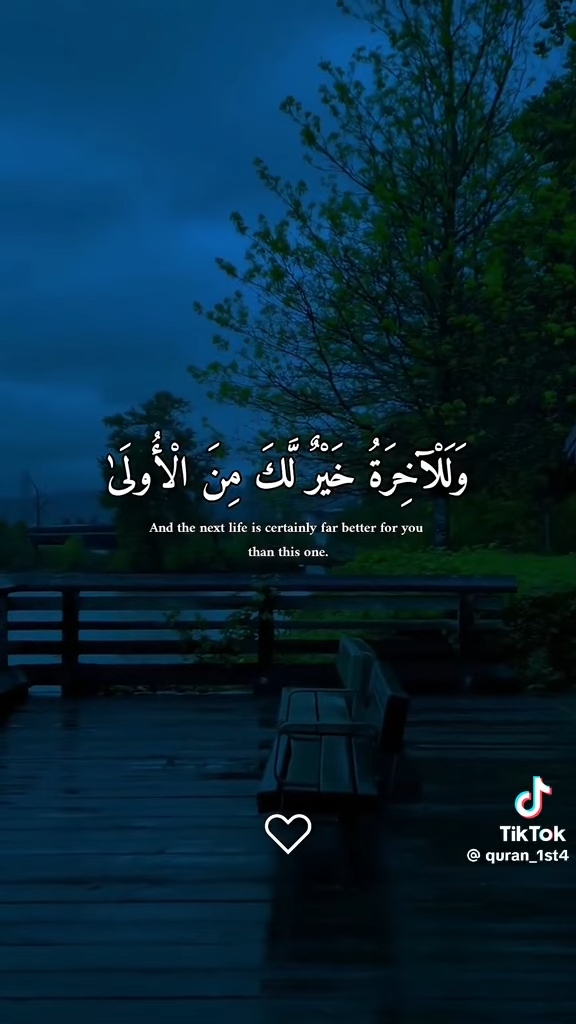 وَلَلْآخِرَةُ خَيْرٌ لَّكَ مِنَ الْأُولَىٰ
And the next life is certainly far better for you
than this one.
TikTok
@ quran_1st4